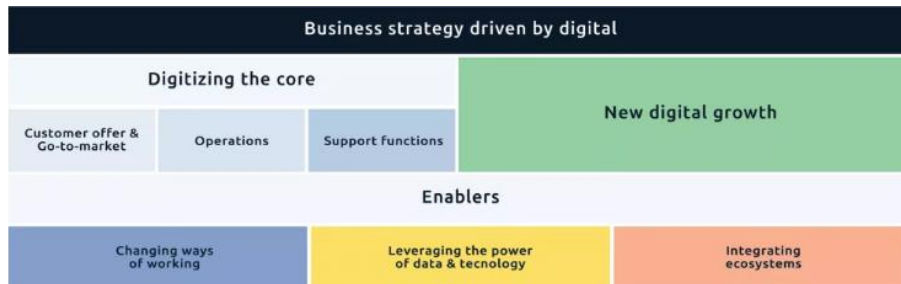 Business strategy driven by digital
Digitizing the core
New digital growth
Customer offer &
Go-to-market
Operations
Support functions
Enablers
Changing ways
of working
Leveraging the power
of data & tecnology
Integrating
ecosystems